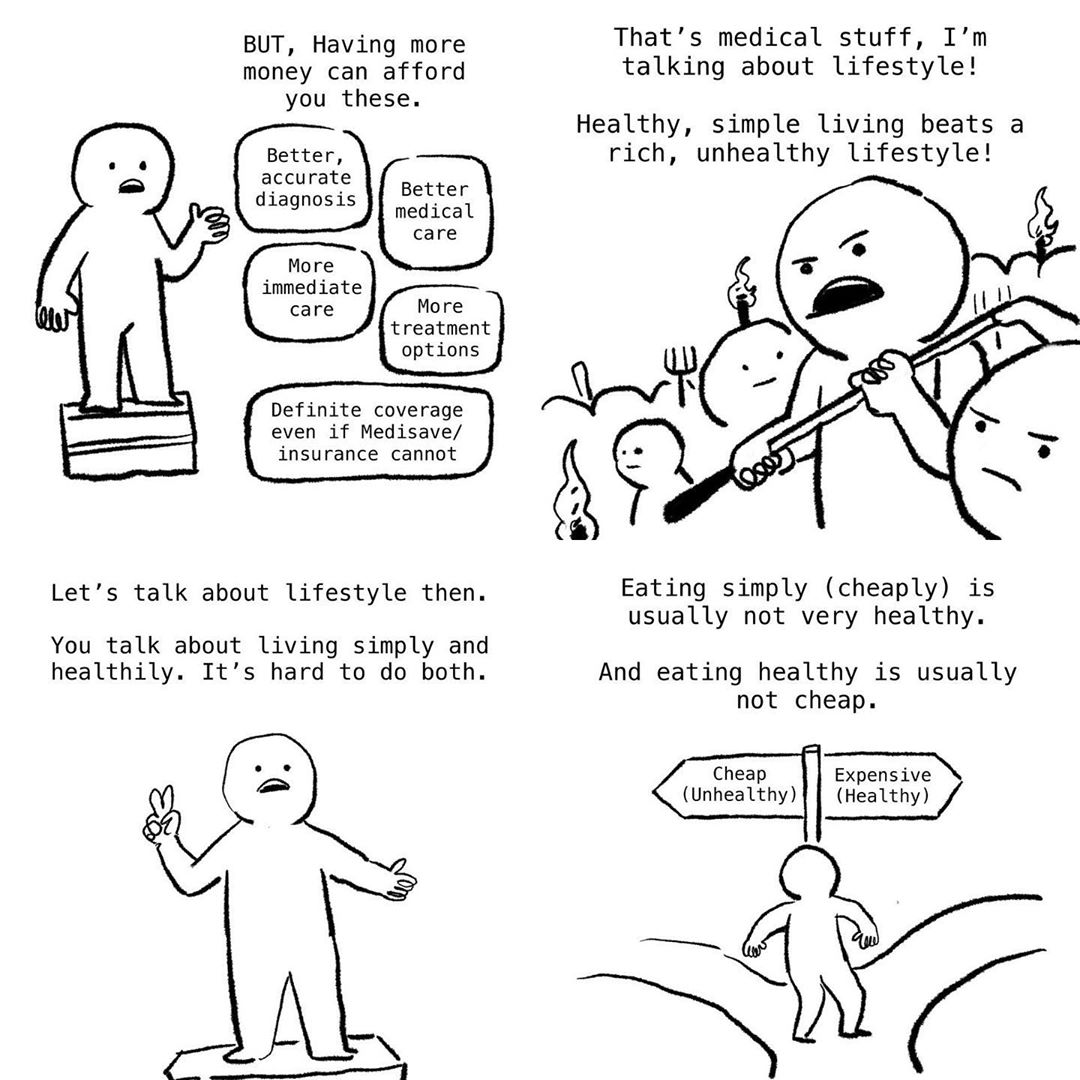 BUT, Having more
money can afford
you these.
Better,
accurate
diagnosis
Better
medical
care
More
immediate
care
More
treatment
options
Definite coverage
even if Medisave/
insurance cannot
That’s medical stuff, I’m
talking about lifestyle!
Healthy, simple living beats a
rich, unhealthy lifestyle!
Let’s talk about lifestyle then.
You talk about living simply and
healthily. It’s hard to do both.
Eating simply (cheaply) is
usually not very healthy.
And eating healthy is usually
not cheap.
Cheap
(Unhealthy)
Expensive
(Healthy)